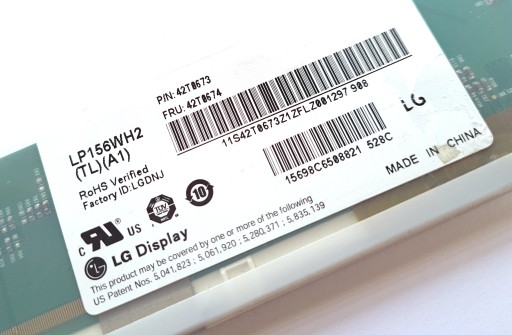 P/N: 42T0673
FRU: 42T0674
11S42T0673Z1ZFLZ001297 908
LP156WH2
(TL)(A1)
RoHS Verified
Factory ID:LGDNJ
15698C6508821 528C
LG
MADE IN CHINA
C US
10
LG Display
This product may be covered by one or more of the following
US Patent Nos. 5,041,823 ; 5,061,920 ; 5,280,371 ; 5,835,139